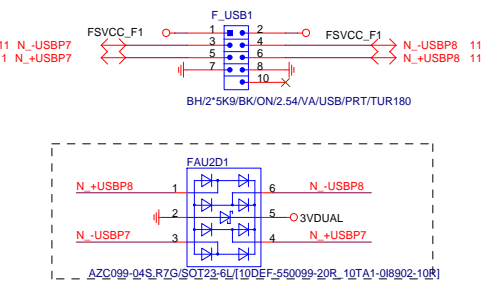 F_USB1
FSVCC_F1 1 2 FSVCC_F1
11 N_-USBP7 3 4 N_-USBP8 11
1 N_+USBP7 5 6 N_+USBP8 11
7 8
10
BH/2*5K9/BK/ON/2.54/VA/USB/PRT/TUR180
FAU2D1
N_+USBP8 1 6 N_-USBP8
2 5 3VDUAL
N_-USBP7 3 4 N_+USBP7
AZC099-04S,R7G/SOT23-6L/[10DEF-550099-20R_10TA1-0I8902-10R]